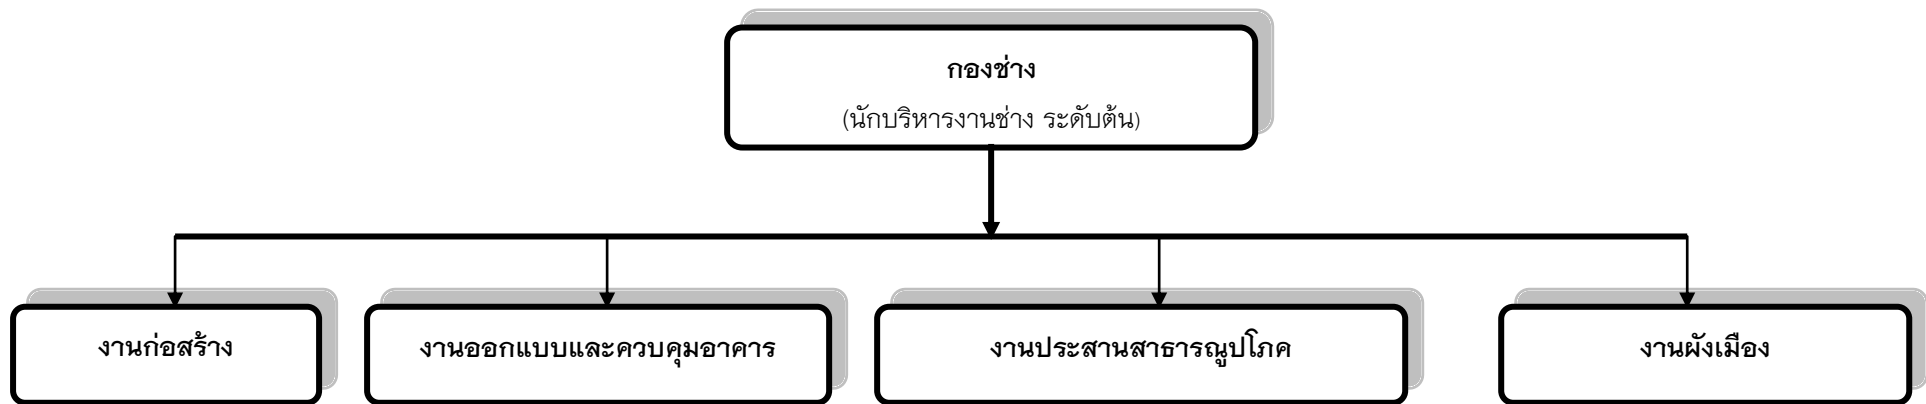 กองช่าง
(นักบริหารงานช่าง ระดับต้น)
งานก่อสร้าง
งานออกแบบและควบคุมอาคาร
งานประสานสาธารณูปโภค
งานผังเมือง